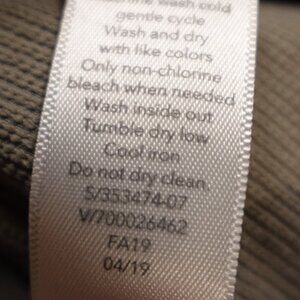 wash cold
gentle cycle
Wash and dry
with like colors
Only non-chlorine
bleach when needed
Wash inside out
Tumble dry low
Cool iron
Do not dry clean.
S/353474-07
V/700026462
FA19
04/19